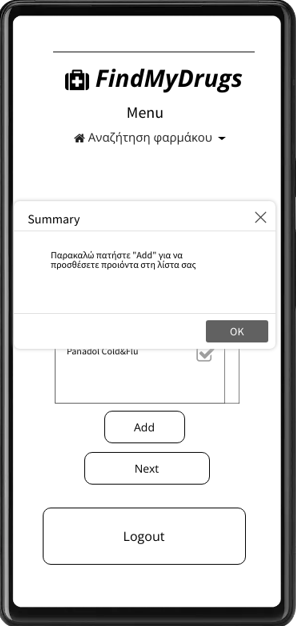 FindMyDrugs
Menu
Αναζήτηση φαρμάκου
Summary
Παρακαλώ πατήστε "Add" για να
προσθέσετε προιόντα στη λίστα σας
OK
Panadol Cold&Flu
Add
Next
Logout